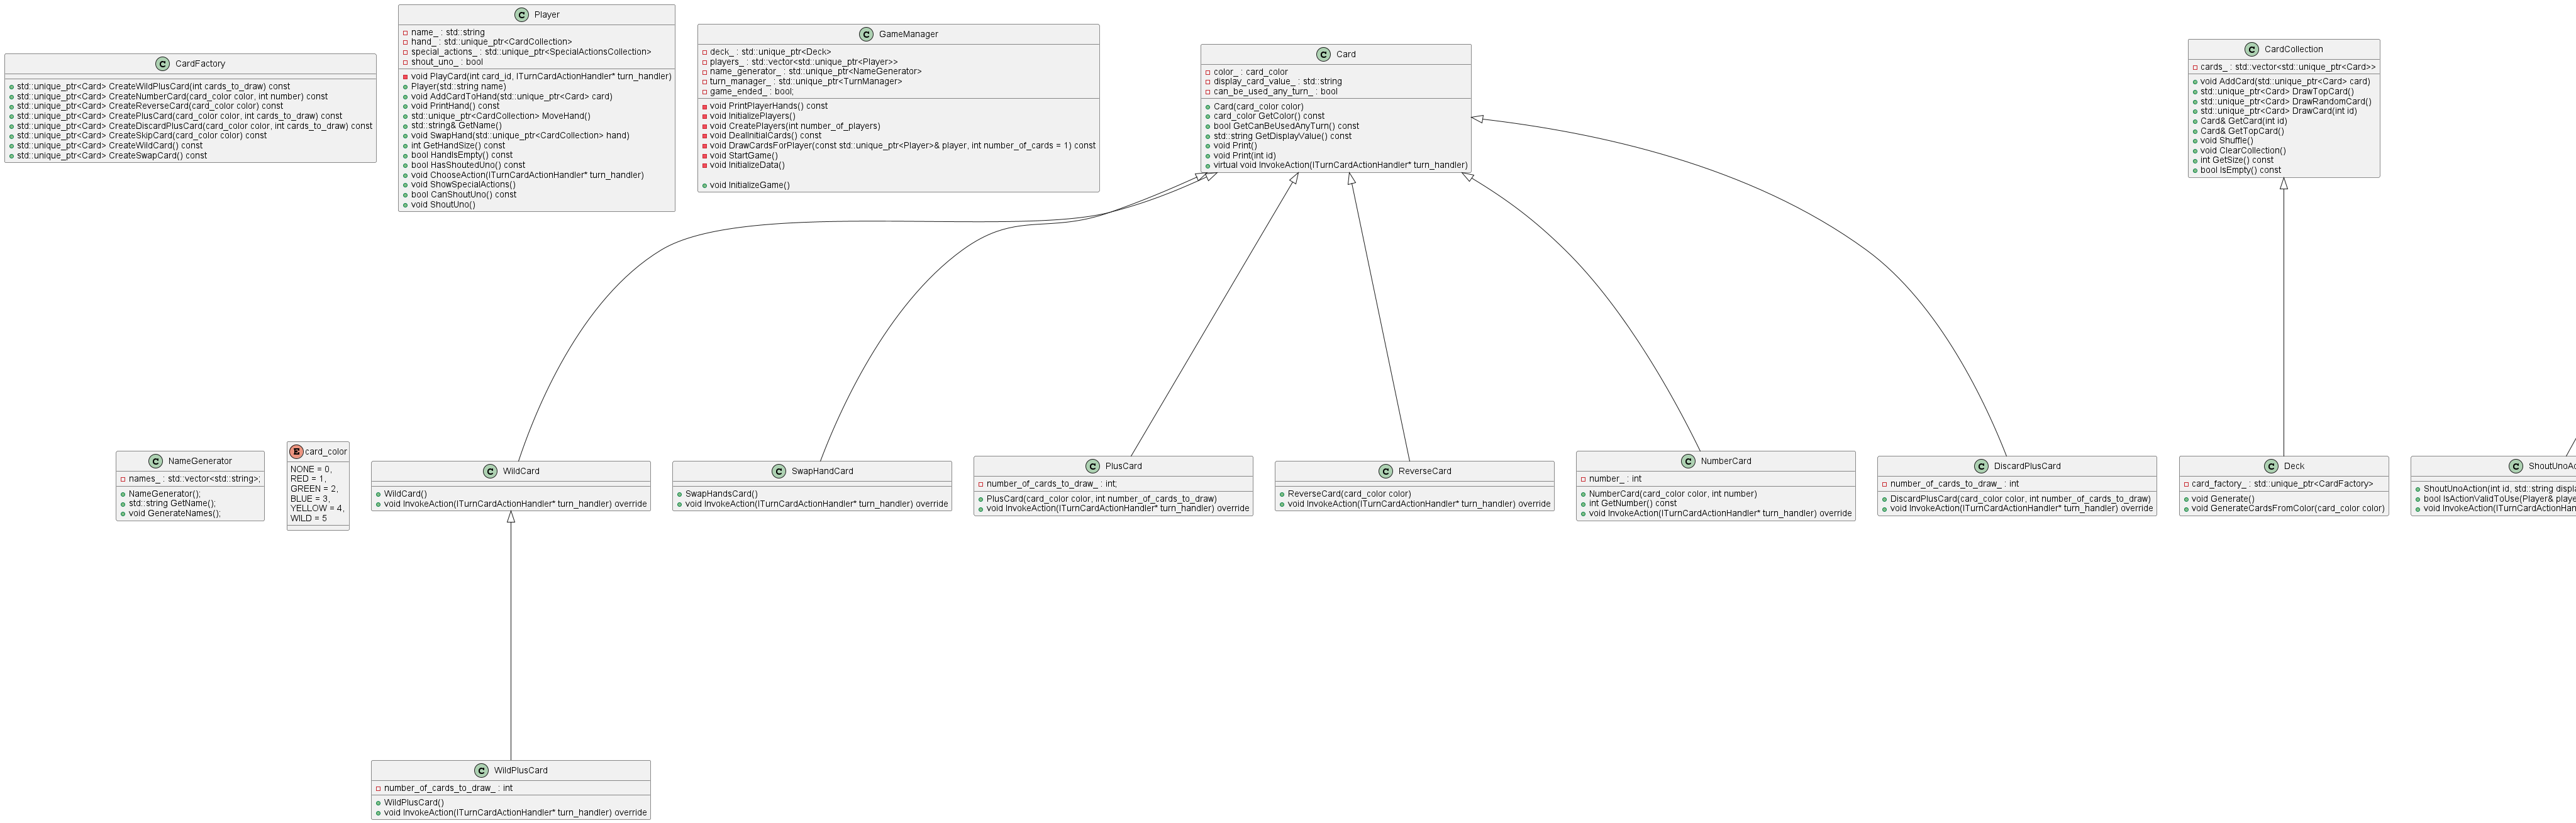 C CardFactory
std::unique_ptr<Card> CreateWildPlusCard(int cards_to_draw) const
std::unique_ptr<Card> CreateNumberCard(card_color color, int number) const
std::unique_ptr<Card> CreateReverseCard(card_color color) const
std::unique_ptr<Card> CreatePlusCard(card_color color, int cards_to_draw) const
std::unique_ptr<Card> CreateDiscardPlusCard(card_color color, int cards_to_draw) const
std::unique_ptr<Card> CreateSkipCard(card_color color) const
std::unique_ptr<Card> CreateWildCard() const
std::unique_ptr<Card> CreateSwapCard() const
C Player
name_ : std::string
hand_ : std::unique_ptr<CardCollection>
special_actions_ : std::unique_ptr<SpecialActionsCollection>
shout_uno_ : bool
void PlayCard(int card_id, ITurnCardActionHandler* turn_handler)
Player(std::string name)
void AddCardToHand(std::unique_ptr<Card> card)
void PrintHand() const
std::unique_ptr<CardCollection> MoveHand()
std::string& GetName()
void SwapHand(std::unique_ptr<CardCollection> hand)
int GetHandSize() const
bool HandIsEmpty() const
bool HasShoutedUno() const
void ChooseAction(ITurnCardActionHandler* turn_handler)
void ShowSpecialActions()
bool CanShoutUno() const
void ShoutUno()
C GameManager
deck_ : std::unique_ptr<Deck>
players_ : std::vector<std::unique_ptr<Player>>
name_generator_ : std::unique_ptr<NameGenerator>
turn_manager_ : std::unique_ptr<TurnManager>
game_ended_ : bool;
void PrintPlayerHands() const
void InitializePlayers()
void CreatePlayers(int number_of_players)
void DealInitialCards() const
void DrawCardsForPlayer(const std::unique_ptr<Player>& player, int number_of_cards = 1) const
void StartGame()
void InitializeData()
void InitializeGame()
C Card
color_ : card_color
display_card_value_ : std::string
can_be_used_any_turn_ : bool
Card(card_color color)
card_color GetColor() const
bool GetCanBeUsedAnyTurn() const
std::string GetDisplayValue() const
void Print()
void Print(int id)
virtual void InvokeAction(ITurnCardActionHandler* turn_handler)
C CardCollection
cards_ : std::vector<std::unique_ptr<Card>>
void AddCard(std::unique_ptr<Card> card)
std::unique_ptr<Card> DrawTopCard()
std::unique_ptr<Card> DrawRandomCard()
std::unique_ptr<Card> DrawCard(int id)
Card& GetCard(int id)
Card& GetTopCard()
void Shuffle()
void ClearCollection()
int GetSize() const
bool IsEmpty() const
C NameGenerator
names_ : std::vector<std::string>;
NameGenerator();
std::string GetName();
void GenerateNames();
E card_color
NONE = 0,
RED = 1,
GREEN = 2,
BLUE = 3,
YELLOW = 4,
WILD = 5
C WildCard
WildCard()
void InvokeAction(ITurnCardActionHandler* turn_handler) override
C SwapHandCard
SwapHandsCard()
void InvokeAction(ITurnCardActionHandler* turn_handler) override
C PlusCard
number_of_cards_to_draw_ : int;
PlusCard(card_color color, int number_of_cards_to_draw)
void InvokeAction(ITurnCardActionHandler* turn_handler) override
C ReverseCard
ReverseCard(card_color color)
void InvokeAction(ITurnCardActionHandler* turn_handler) override
C NumberCard
number_ : int
NumberCard(card_color color, int number)
int GetNumber() const
void InvokeAction(ITurnCardActionHandler* turn_handler) override
C DiscardPlusCard
number_of_cards_to_draw_ : int
DiscardPlusCard(card_color color, int number_of_cards_to_draw)
void InvokeAction(ITurnCardActionHandler* turn_handler) override
C Deck
card_factory_ : std::unique_ptr<CardFactory>
void Generate()
void GenerateCardsFromColor(card_color color)
C ShoutUnoAc
ShoutUnoAction(int id, std::string displa
bool IsActionValidToUse(Player& playe
void InvokeAction(ITurnCardActionHan
C WildPlusCard
number_of_cards_to_draw_ : int
WildPlusCard()
void InvokeAction(ITurnCardActionHandler* turn_handler) override